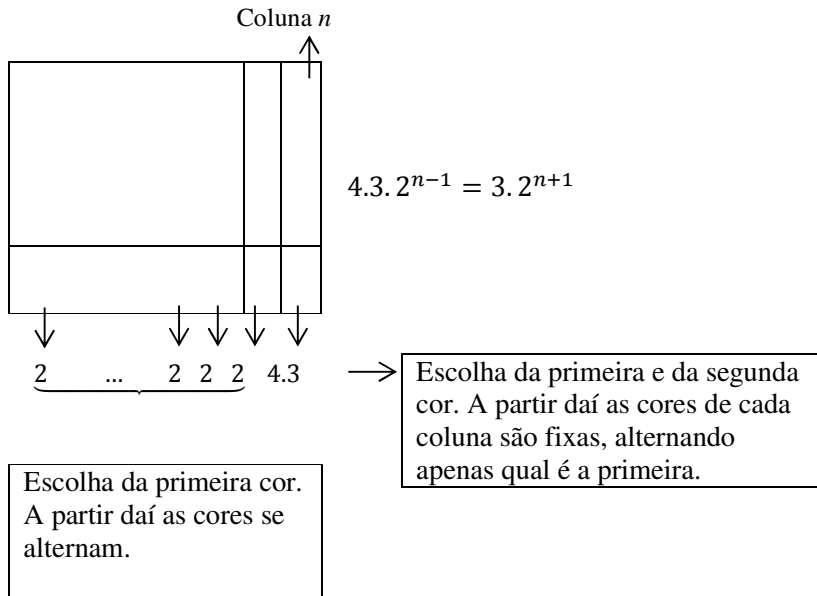 Coluna n
4.3. 2^{n−1} = 3. 2^{n+1}
2 ... 2 2 2 4.3
Escolha da primeira e da segunda
cor. A partir daí as cores de cada
coluna são fixas, alternando
apenas qual é a primeira.
Escolha da primeira cor.
A partir daí as cores se
alternam.